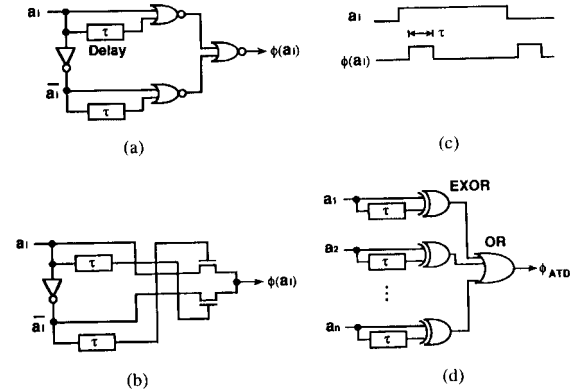 a₁
τ
Delay
a̅₁
τ
ϕ(a₁)
(a)
a₁
τ
ϕ(a₁)
(c)
a₁
τ
a̅₁
τ
ϕ(a₁)
(b)
EXOR
a₁
τ
OR
a₂
τ
ϕATD
⋮
aₙ
τ
(d)